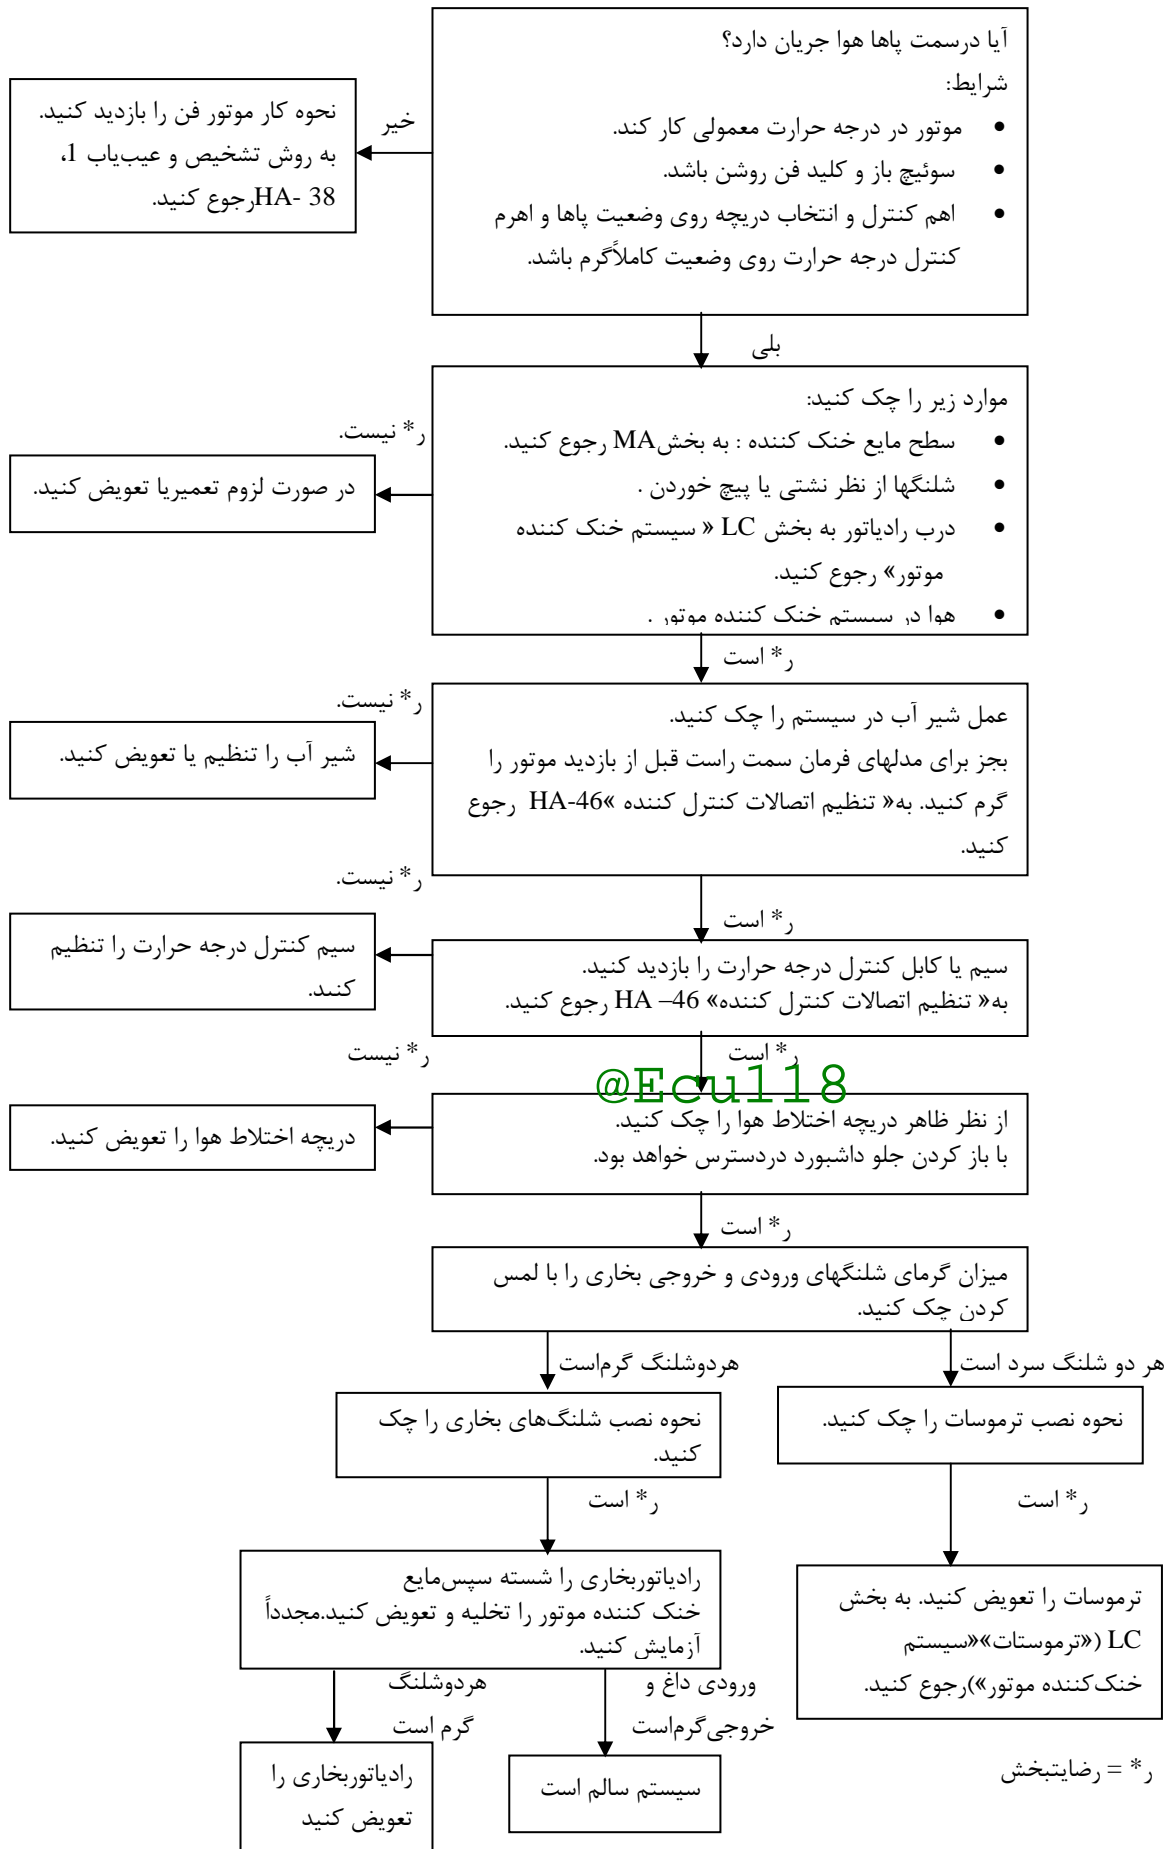 آیا درسمت پاها هوا جریان دارد؟
شرایط:
• موتور در درجه حرارت معمولی کار کند.
• سوئیچ باز و کلید فن روشن باشد.
• اهم کنترل و انتخاب دریچه روی وضعیت پاها و اهرم
کنترل درجه حرارت روی وضعیت کاملاًگرم باشد.
خیر
نحوه کار موتور فن را بازدید کنید.
به روش تشخیص و عیب‌یاب 1،
HA- 38رجوع کنید.
بلی
موارد زیر را چک کنید:
• سطح مایع خنک کننده : به بخشMA رجوع کنید.
• شلنگها از نظر نشتی یا پیچ خوردن .
• درب رادیاتور به بخش LC « سیستم خنک کننده
موتور» رجوع کنید.
• هوا در سیستم خنک کننده موتور .
ر* نیست.
در صورت لزوم تعمیریا تعویض کنید.
ر* است
عمل شیر آب در سیستم را چک کنید.
بجز برای مدلهای فرمان سمت راست قبل از بازدید موتور را
گرم کنید. به« تنظیم اتصالات کنترل کننده »HA-46 رجوع
کنید.
ر* نیست.
شیر آب را تنظیم یا تعویض کنید.
ر* است
سیم یا کابل کنترل درجه حرارت را بازدید کنید.
به« تنظیم اتصالات کنترل کننده» HA –46 رجوع کنید.
ر* نیست.
سیم کنترل درجه حرارت را تنظیم
کنید.
ر* است
@Ecu118
از نظر ظاهر دریچه اختلاط هوا را چک کنید.
با باز کردن جلو داشبورد دردسترس خواهد بود.
ر* نیست
دریچه اختلاط هوا را تعویض کنید.
ر* است
میزان گرمای شلنگهای ورودی و خروجی بخاری را با لمس
کردن چک کنید.
هر دو شلنگ سرد است
نحوه نصب ترموسات را چک کنید.
ر* است
ترموسات را تعویض کنید. به بخش
LC («ترموستات»«سیستم
خنک‌کننده موتور»)رجوع کنید.
هردوشلنگ گرم‌است
نحوه نصب شلنگ‌های بخاری را چک
کنید.
ر* است
رادیاتوربخاری را شسته سپس‌مایع
خنک کننده موتور را تخلیه و تعویض کنید.مجدداً
آزمایش کنید.
ورودی داغ و
خروجی‌گرم‌است
سیستم سالم است
هردوشلنگ
گرم است
رادیاتوربخاری را
تعویض کنید
ر* = رضایتبخش